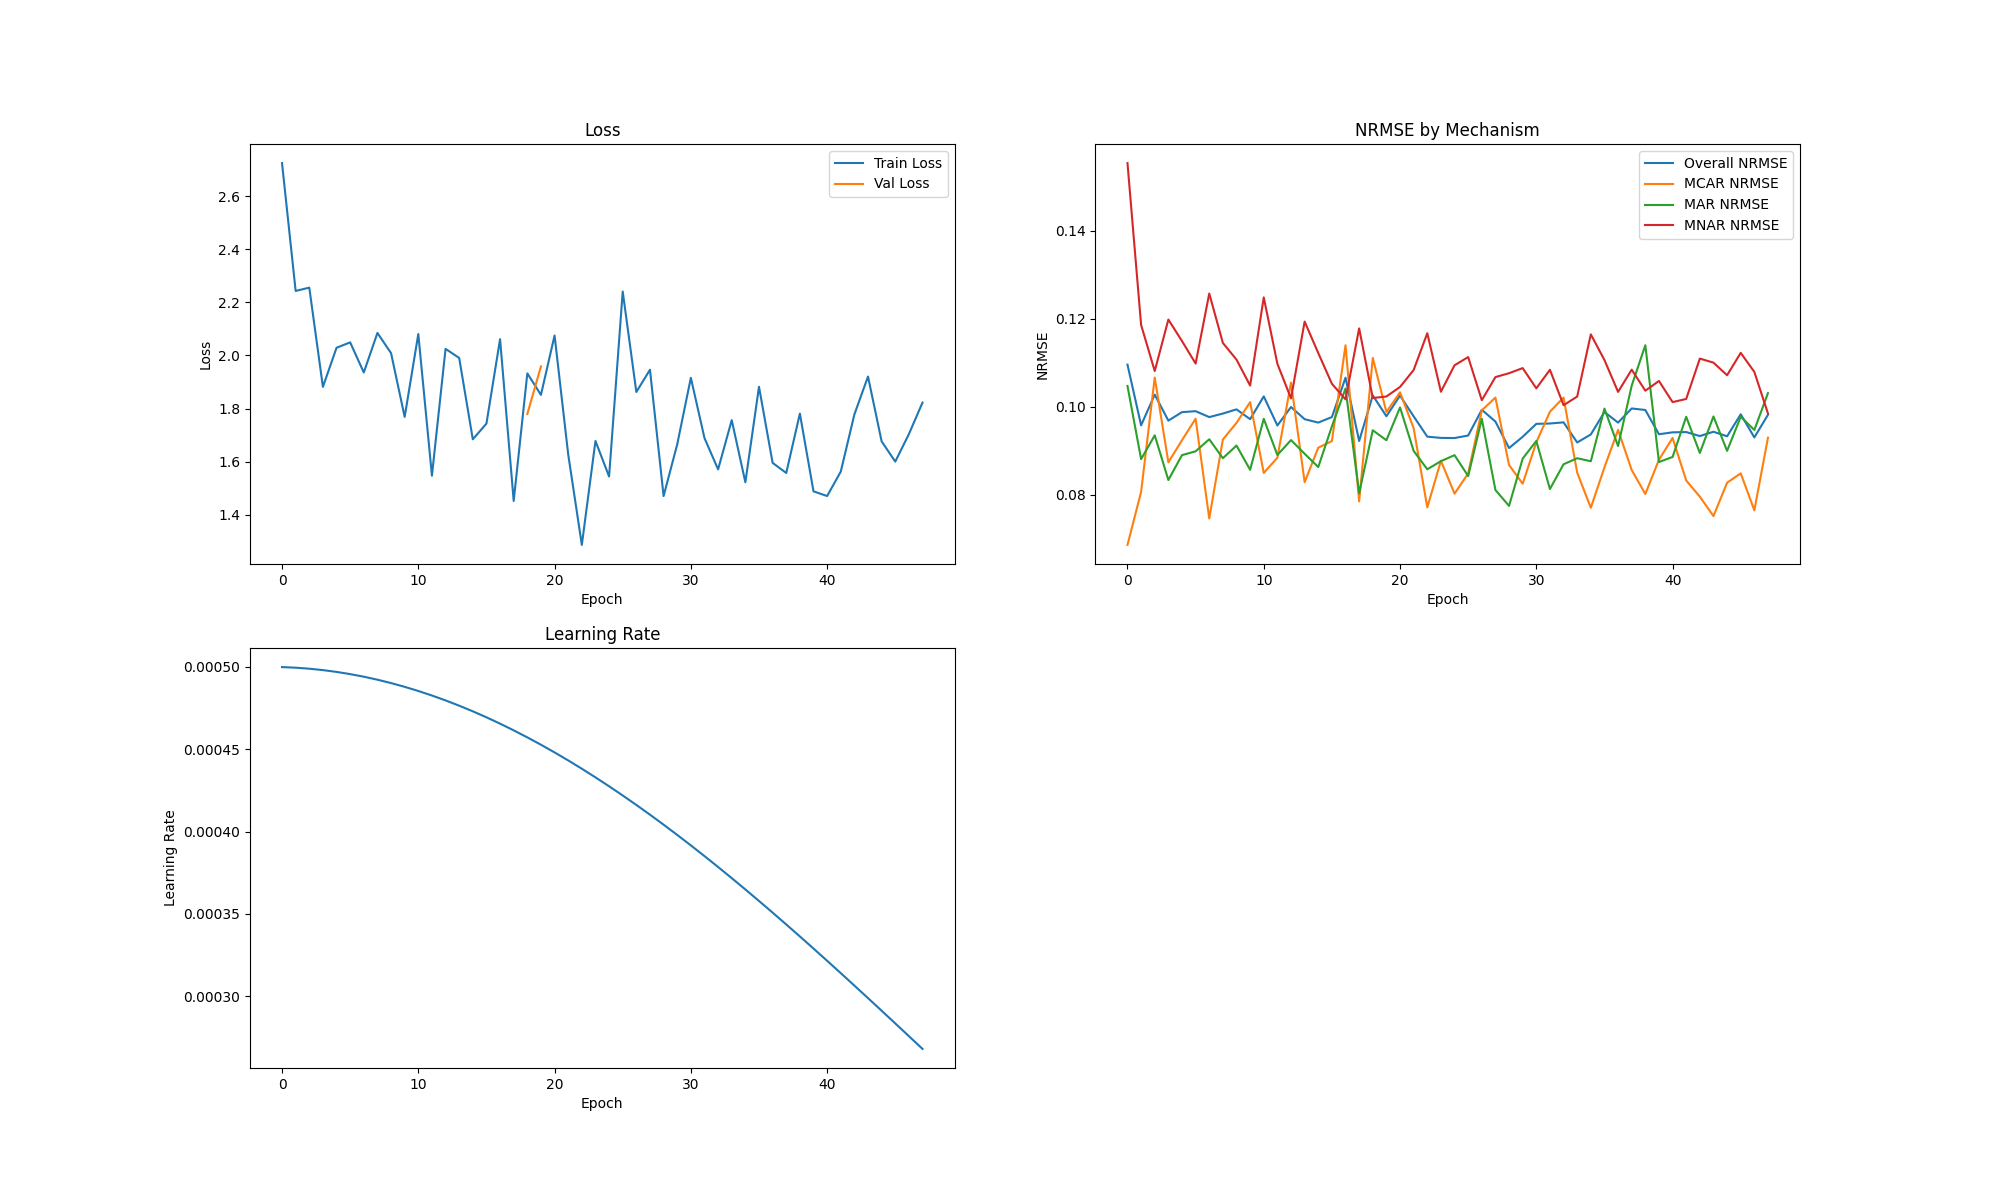 Loss
Train Loss
Val Loss
2.6
2.4
2.2
2.0
1.8
1.6
1.4
Loss
0 10 20 30 40
Epoch
NRMSE by Mechanism
Overall NRMSE
MCAR NRMSE
MAR NRMSE
MNAR NRMSE
0.14
0.12
0.10
0.08
NRMSE
0 10 20 30 40
Epoch
Learning Rate
0.00050
0.00045
0.00040
0.00035
0.00030
Learning Rate
0 10 20 30 40
Epoch